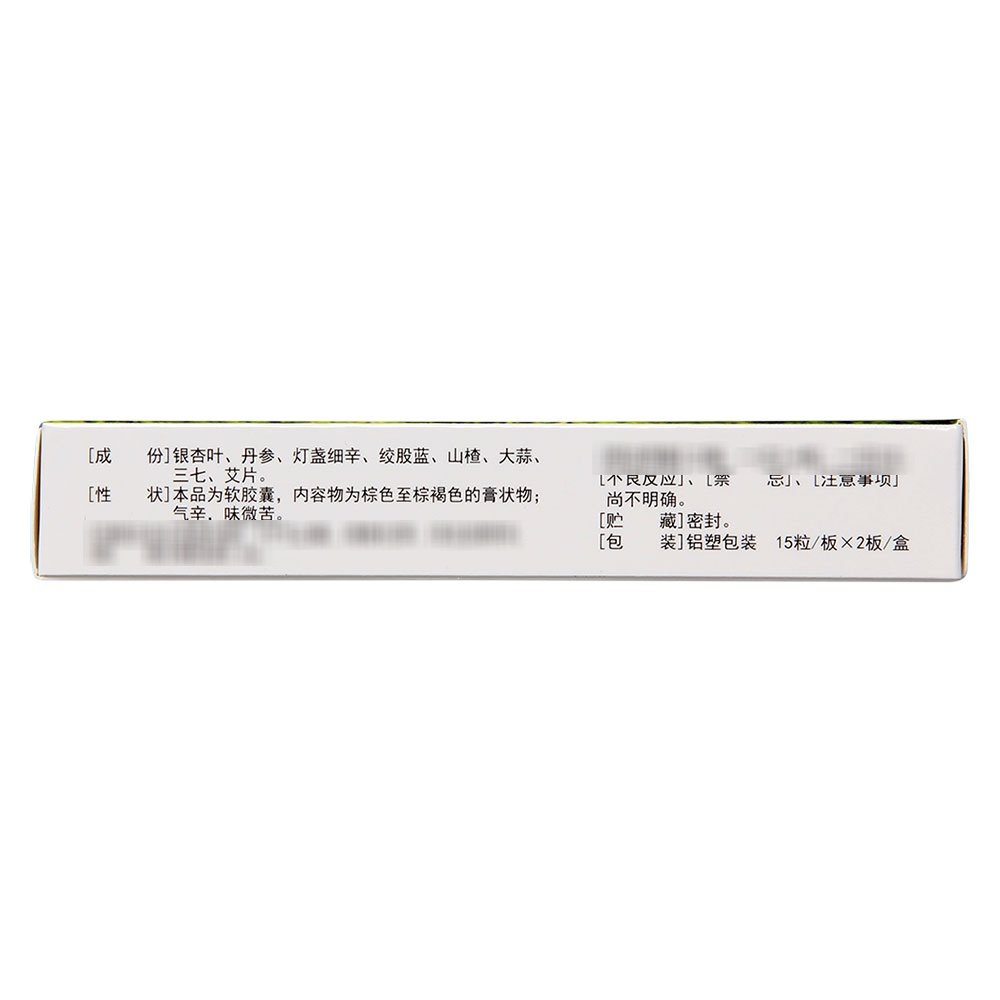 [成 份]银杏叶、丹参、灯盏细辛、绞股蓝、山楂、大蒜、
三七、艾片。
[性 状]本品为软胶囊，内容物为棕色至棕褐色的膏状物；
气辛，味微苦。
[不良反应]、[禁 忌]、[注意事项]
尚不明确。
[贮 藏]密封。
[包 装]铝塑包装 15粒/板×2板/盒